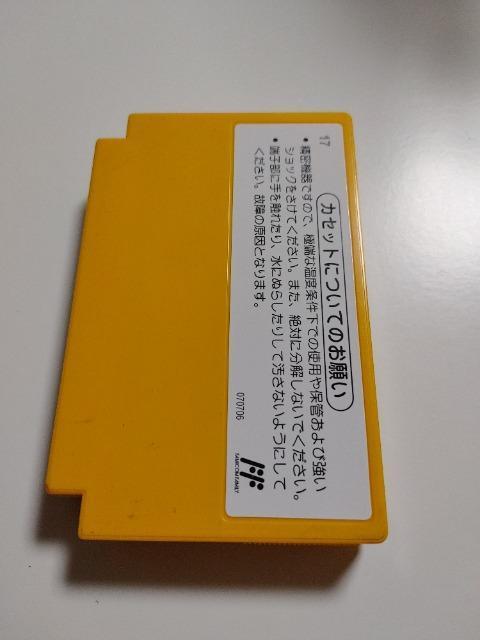 17
カセットについてのお願い
• 精密機器ですので、極端な温度条件下での使用や保管および強い
ショックをさけてください。また、絶対に分解しないでください。
• 端子部に手を触れたり、水にぬらしたりして汚さないようにして
ください。故障の原因となります。
070706
FF
FAMICOM FAMILY